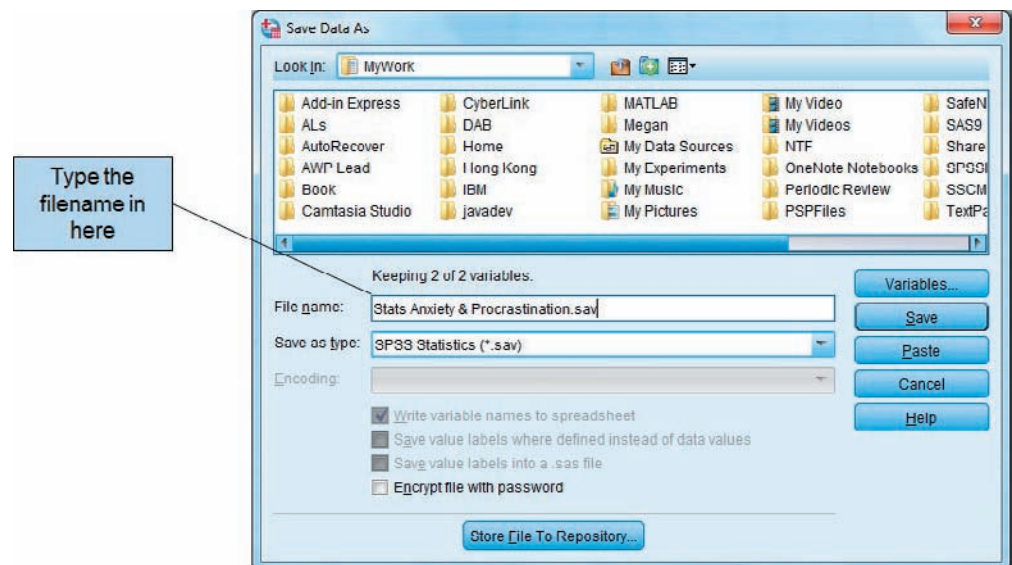 Save Data As
Look in: MyWork
Add-in Express CyberLink MATLAB My Video SafeN
ALs DAB Megan My Videos SAS9
AutoRecover Home My Data Sources NTF Share
AWP Lead Hong Kong My Experiments OneNote Notebooks SPSSI
Book IBM My Music Periodic Review SSCM
Camtasia Studio javadev My Pictures PSPFiles TextPa
Type the
filename in
here
Keeping 2 of 2 variables.
Variables...
File name: Stats Anxiety & Procrastination.sav
Save
Save as type: SPSS Statistics (*.sav)
Paste
Encoding:
Cancel
Write variable names to spreadsheet
Help
Save value labels where defined instead of data values
Save value labels into a .sas file
Encrypt file with password
Store File To Repository...